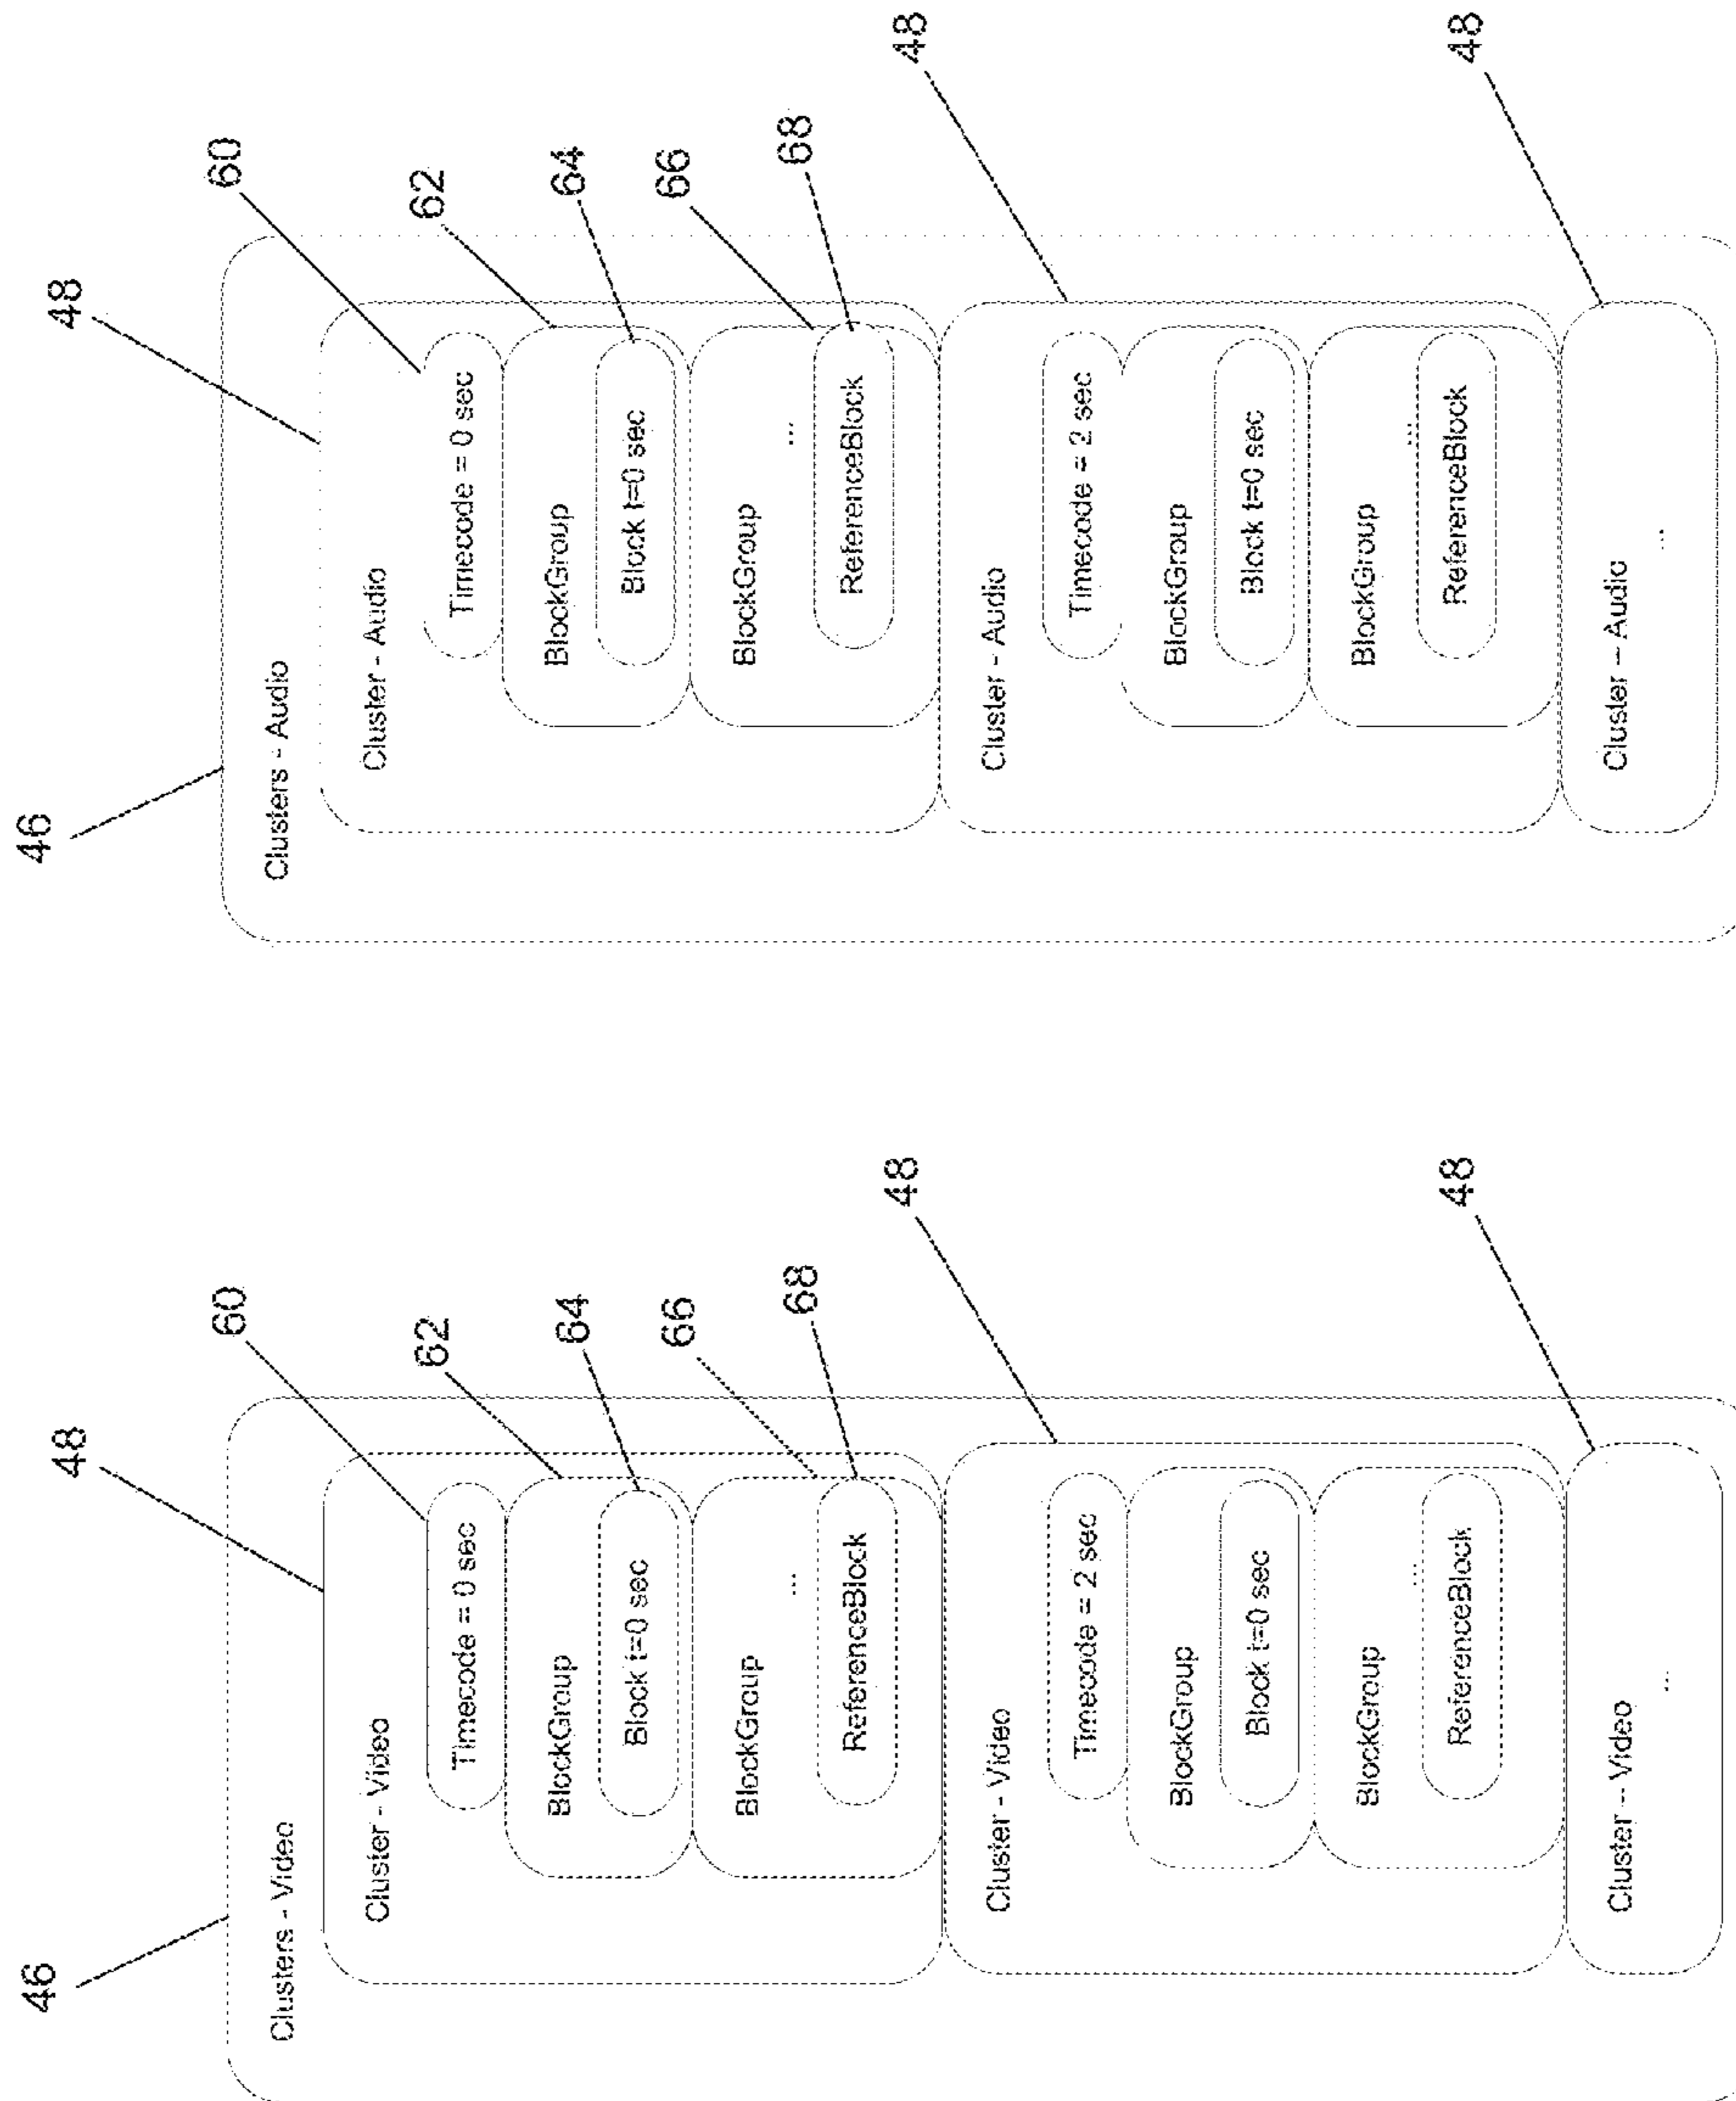 46
Clusters - Video
48
Cluster - Video
60
Timecode = 0 sec
62
BlockGroup
64
Block t=0 sec
66
BlockGroup
...
68
ReferenceBlock
48
Cluster - Video
Timecode = 2 sec
BlockGroup
Block t=0 sec
BlockGroup
...
ReferenceBlock
48
Cluster – Video
...
46
Clusters - Audio
48
Cluster - Audio
60
Timecode = 0 sec
62
BlockGroup
64
Block t=0 sec
66
BlockGroup
...
68
ReferenceBlock
48
Cluster - Audio
Timecode = 2 sec
BlockGroup
Block t=0 sec
BlockGroup
...
ReferenceBlock
48
Cluster – Audio
...